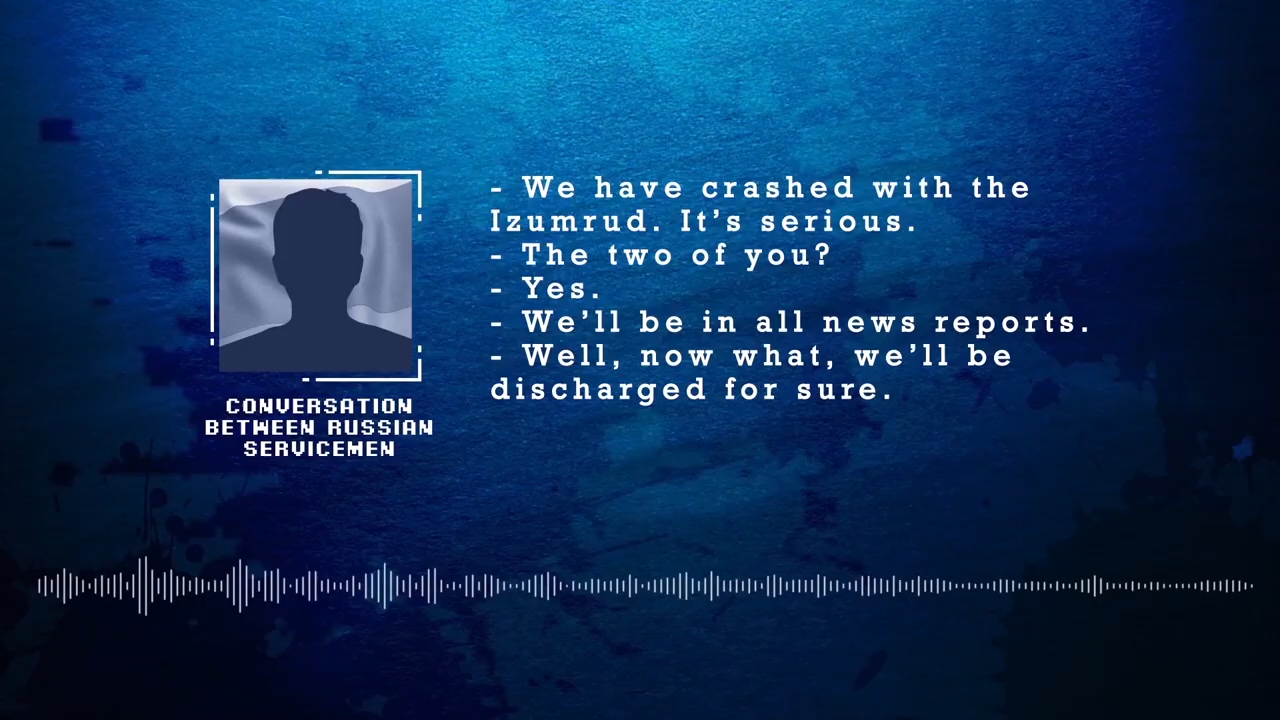 - We have crashed with the
Izumrud. It’s serious.
- The two of you?
- Yes.
- We’ll be in all news reports.
- Well, now what, we’ll be
discharged for sure.
CONVERSATION
BETWEEN RUSSIAN
SERVICEMEN